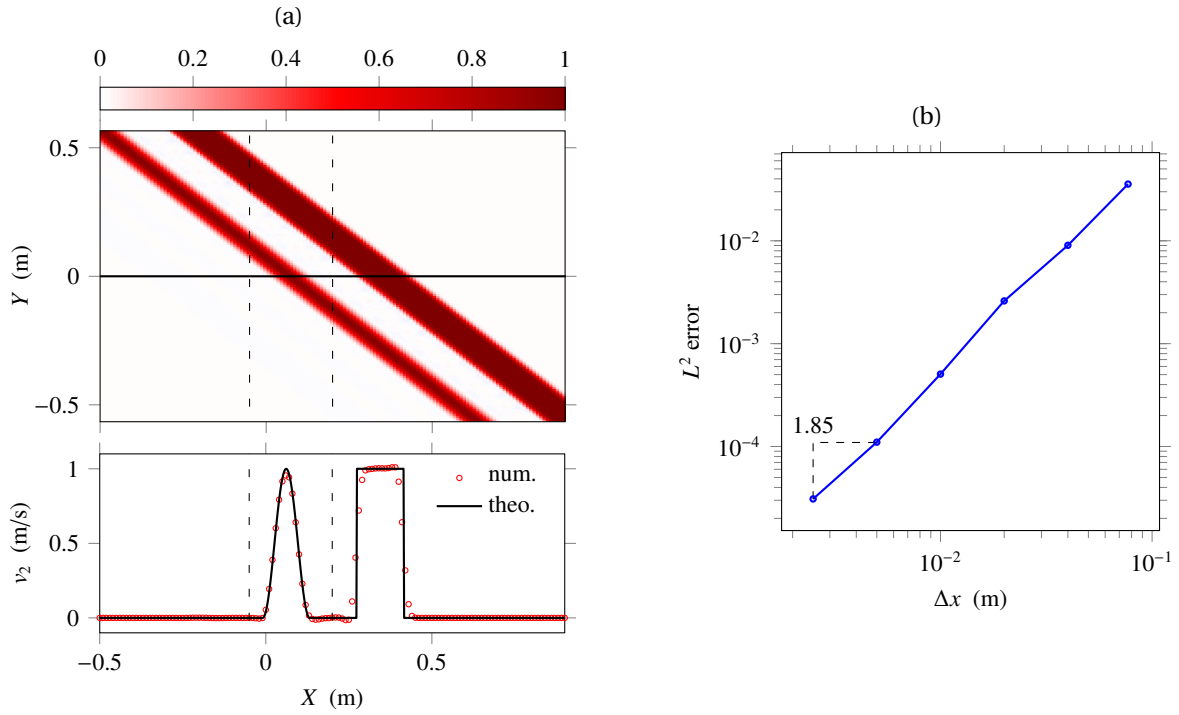 (a)
0 0.2 0.4 0.6 0.8 1
0.5
0
−0.5
Y (m)
1
0.5
0
v2 (m/s)
num.
theo.
−0.5 0 0.5
X (m)
(b)
10−2
10−3
10−4
L2 error
1.85
10−2 10−1
Δx (m)